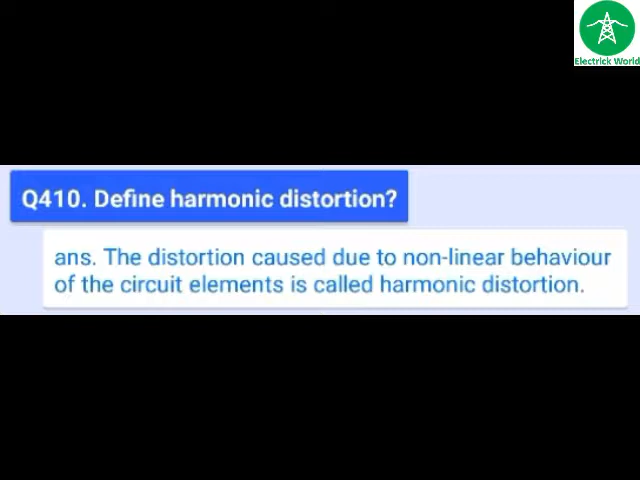 Electrick World
Q410. Define harmonic distortion?
ans. The distortion caused due to non-linear behaviour
of the circuit elements is called harmonic distortion.